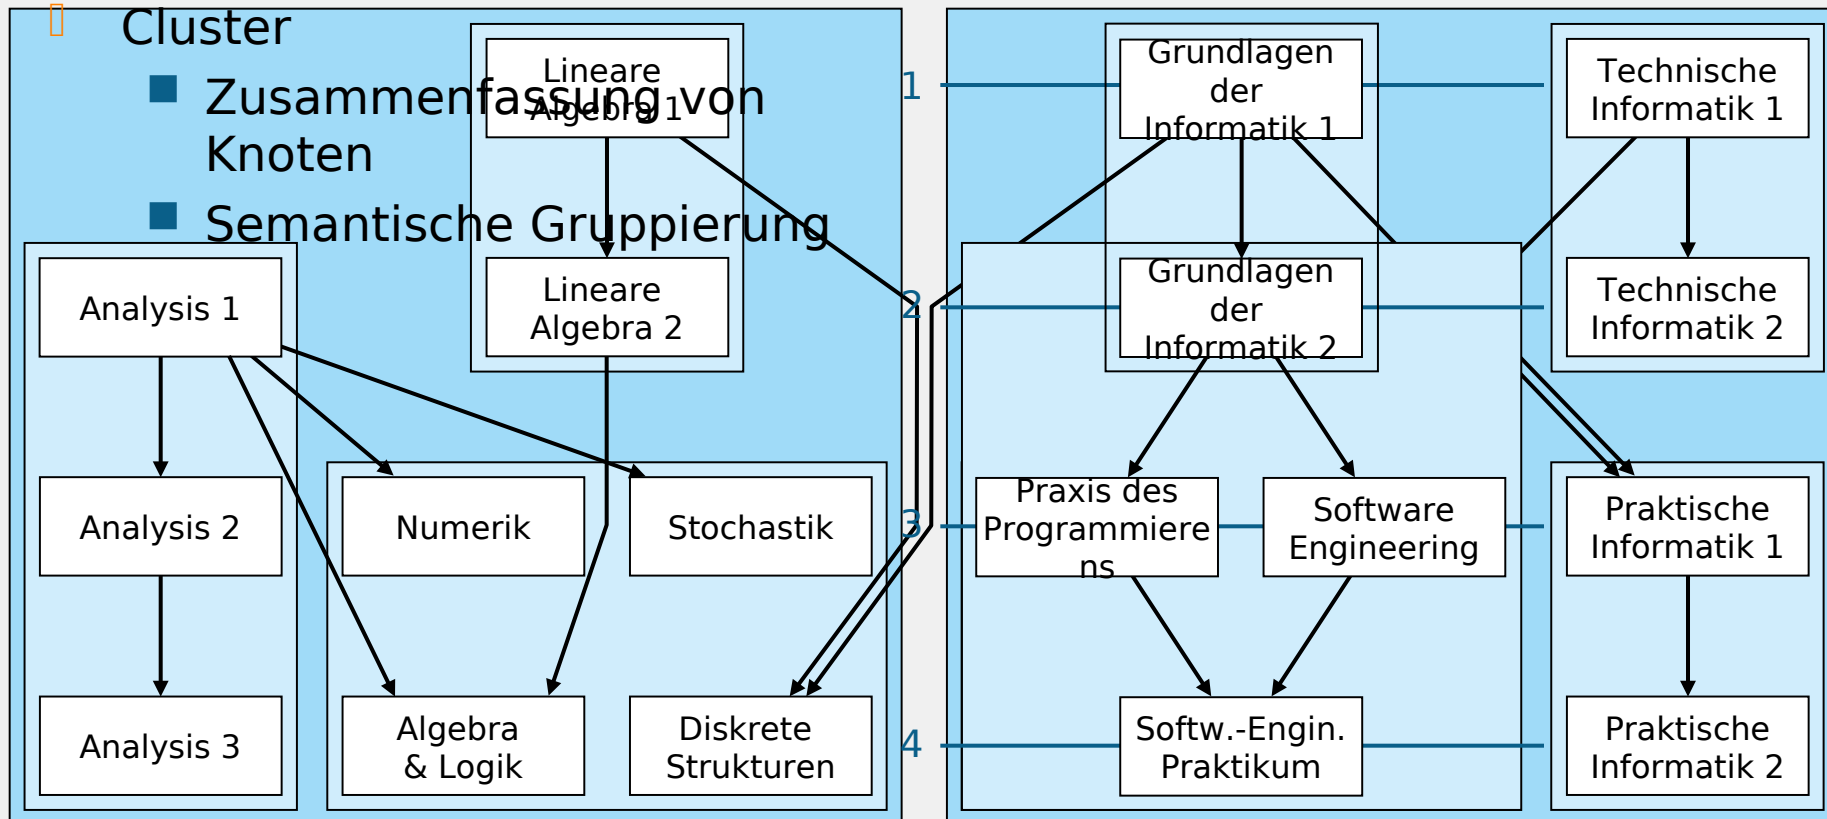 Cluster
Zusammenfassung von
Knoten
Semantische Gruppierung
Lineare
Algebra 1
Lineare
Algebra 2
Analysis 1
Analysis 2
Numerik
Stochastik
Analysis 3
Algebra
& Logik
Diskrete
Strukturen
1
2
3
4
Grundlagen
der
Informatik 1
Technische
Informatik 1
Grundlagen
der
Informatik 2
Technische
Informatik 2
Praxis des
Programmiere
ns
Software
Engineering
Praktische
Informatik 1
Softw.-Engin.
Praktikum
Praktische
Informatik 2